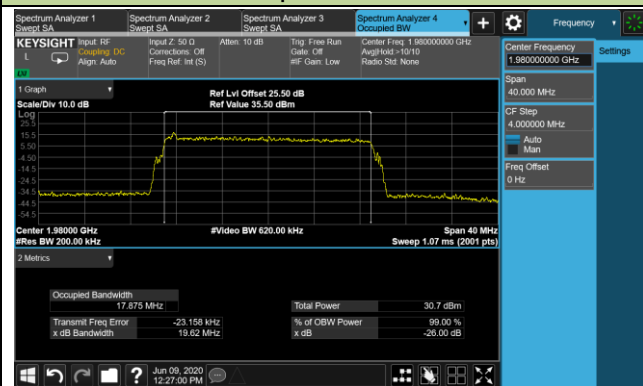 Spectrum Analyzer 1
Swept SA
Spectrum Analyzer 2
Swept SA
Spectrum Analyzer 3
Swept SA
Spectrum Analyzer 4
Occupied BW
Frequency
KEYSIGHT
L
Input: RF
Coupling: DC
Align: Auto
Input Z: 50 Ω
Corrections: Off
Freq Ref: Int (S)
Atten: 10 dB
Trig: Free Run
Gate: Off
#IF Gain: Low
Center Freq: 1.980000000 GHz
Avg|Hold >10/10
Radio Std: None
1 Graph
Scale/Div 10.0 dB
Ref Lvl Offset 25.50 dB
Ref Value 35.50 dBm
Log
25.5
15.5
5.50
-4.50
-14.5
-24.5
-34.5
-44.5
-54.5
Center 1.98000 GHz
#Res BW 200.00 kHz
#Video BW 620.00 kHz
Span 40 MHz
Sweep 1.07 ms (2001 pts)
2 Metrics
Occupied Bandwidth
17.875 MHz
Total Power 30.7 dBm
Transmit Freq Error -23.158 kHz
% of OBW Power 99.00 %
x dB Bandwidth 19.62 MHz
x dB -26.00 dB
Center Frequency
1.980000000 GHz
Settings
Span
40.000 MHz
CF Step
4.000000 MHz
Auto
Man
Freq Offset
0 Hz
?
Jun 09, 2020
12:27:00 PM